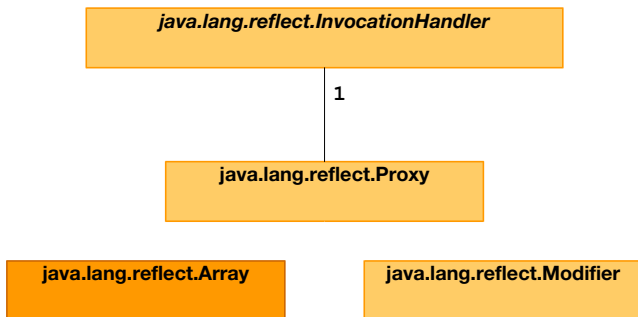 java.lang.reflect.InvocationHandler
1
java.lang.reflect.Proxy
java.lang.reflect.Array
java.lang.reflect.Modifier